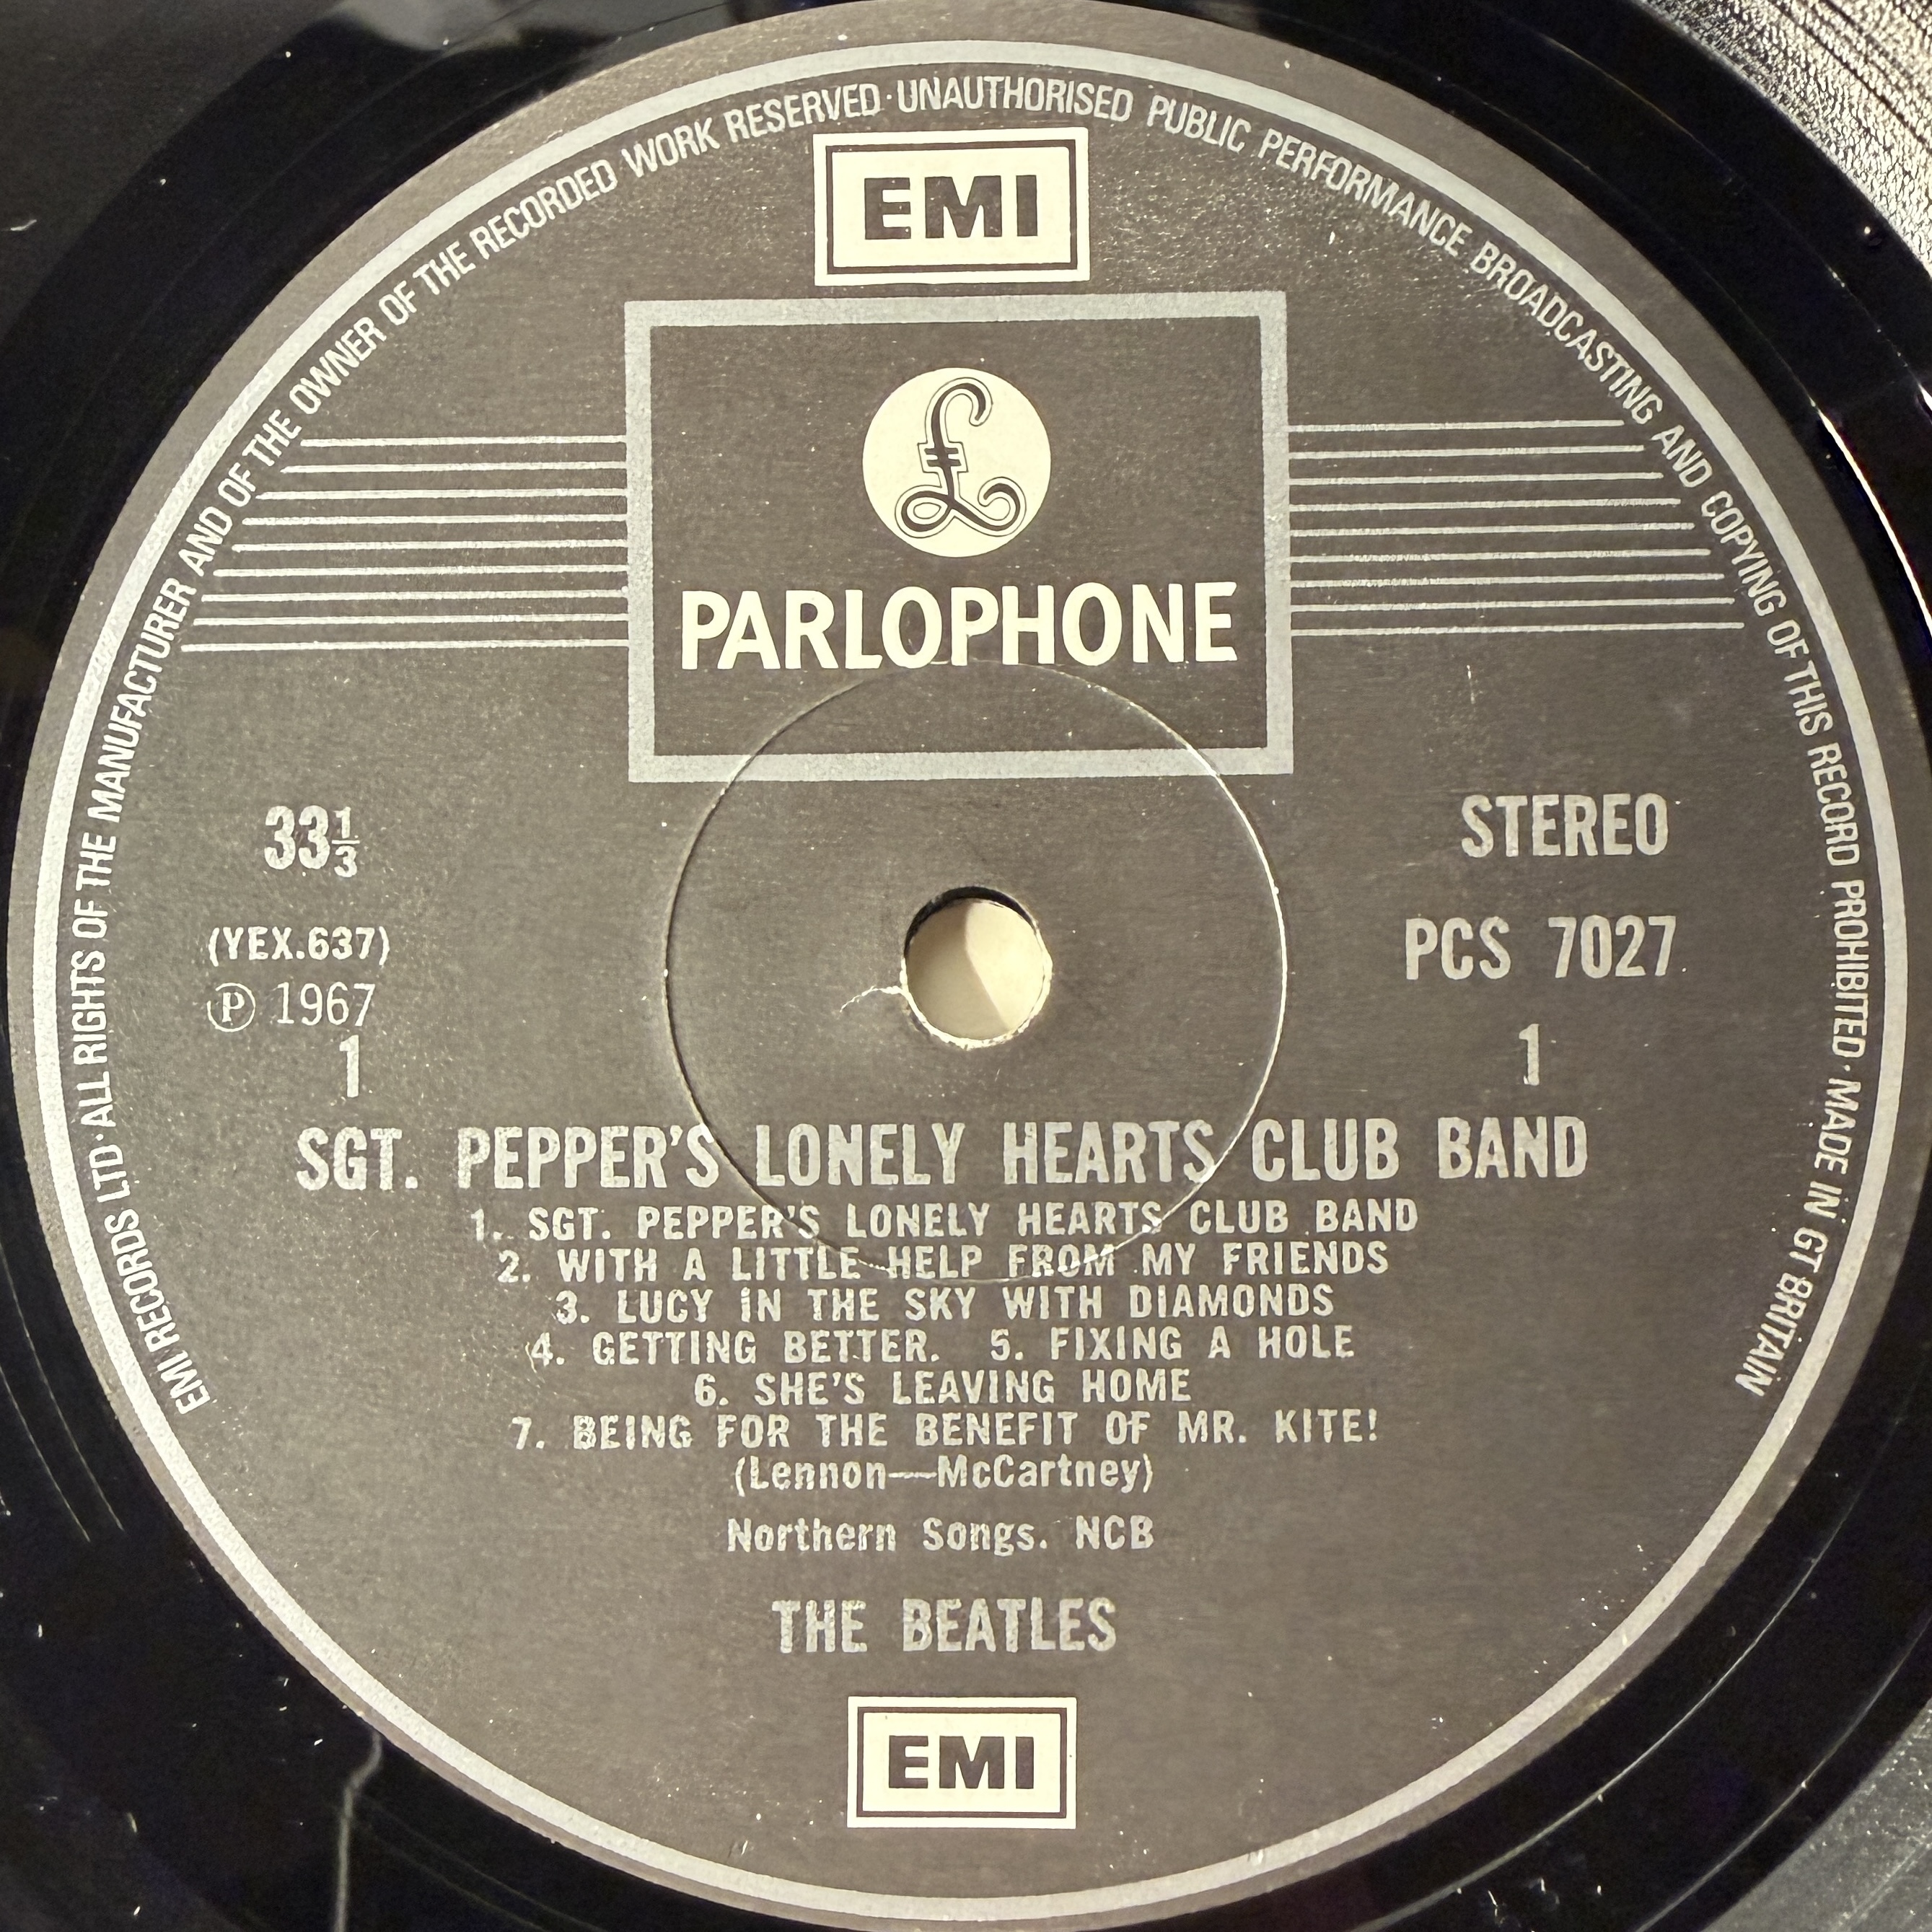 EMI RECORDS LTD · ALL RIGHTS OF THE MANUFACTURER AND OF THE OWNER OF THE RECORDED WORK RESERVED · UNAUTHORISED PUBLIC PERFORMANCE BROADCASTING AND COPYING OF THIS RECORD PROHIBITED · MADE IN GT BRITAIN
EMI
£
PARLOPHONE
33⅓
STEREO
(YEX.637)
PCS 7027
℗ 1967
1
1
SGT. PEPPER'S LONELY HEARTS CLUB BAND
1. SGT. PEPPER'S LONELY HEARTS CLUB BAND
2. WITH A LITTLE HELP FROM MY FRIENDS
3. LUCY IN THE SKY WITH DIAMONDS
4. GETTING BETTER. 5. FIXING A HOLE
6. SHE'S LEAVING HOME
7. BEING FOR THE BENEFIT OF MR. KITE!
(Lennon—McCartney)
Northern Songs. NCB
THE BEATLES
EMI